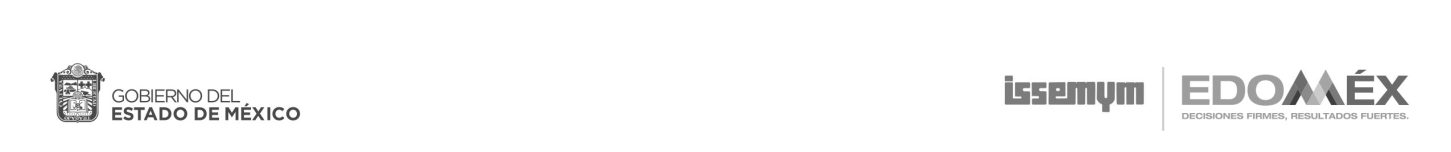 GOBIERNO DEL
ESTADO DE MÉXICO
issemym
EDOMÉX
DECISIONES FIRMES, RESULTADOS FUERTES.